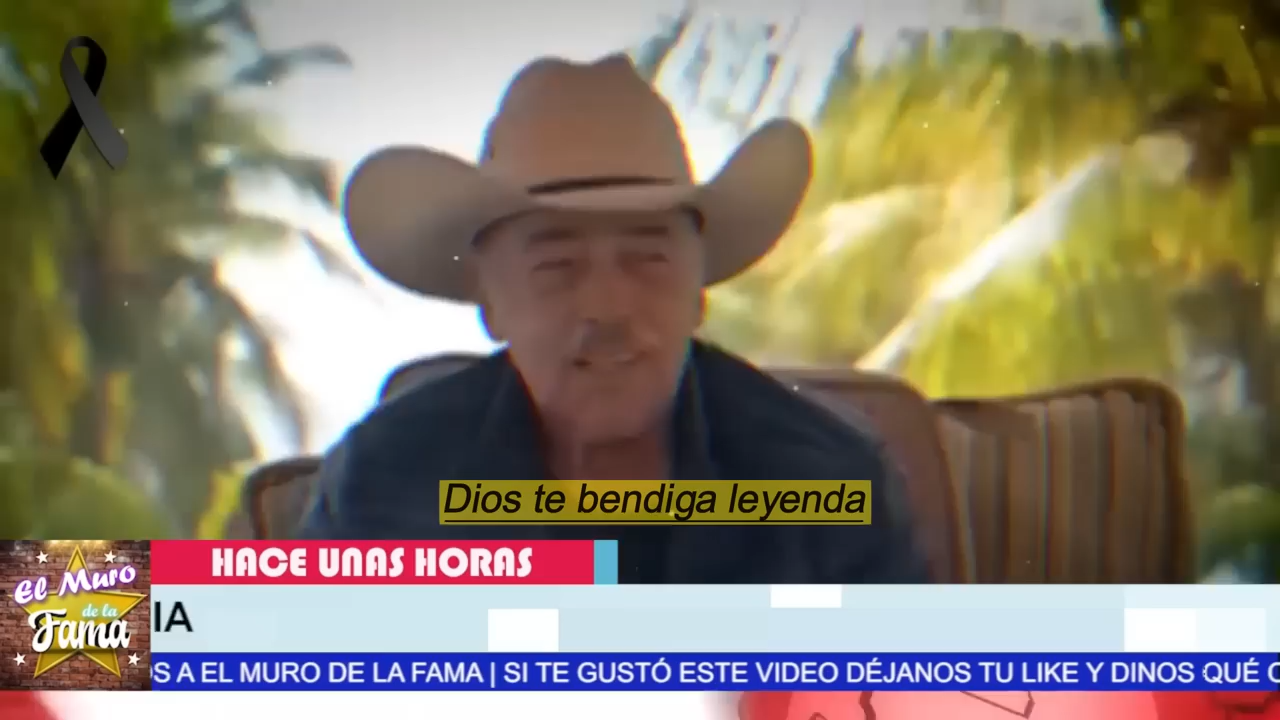 Dios te bendiga leyenda
HACE UNAS HORAS
El Muro
de la
Fama
IA
S A EL MURO DE LA FAMA | SI TE GUSTÓ ESTE VIDEO DÉJANOS TU LIKE Y DINOS QUÉ